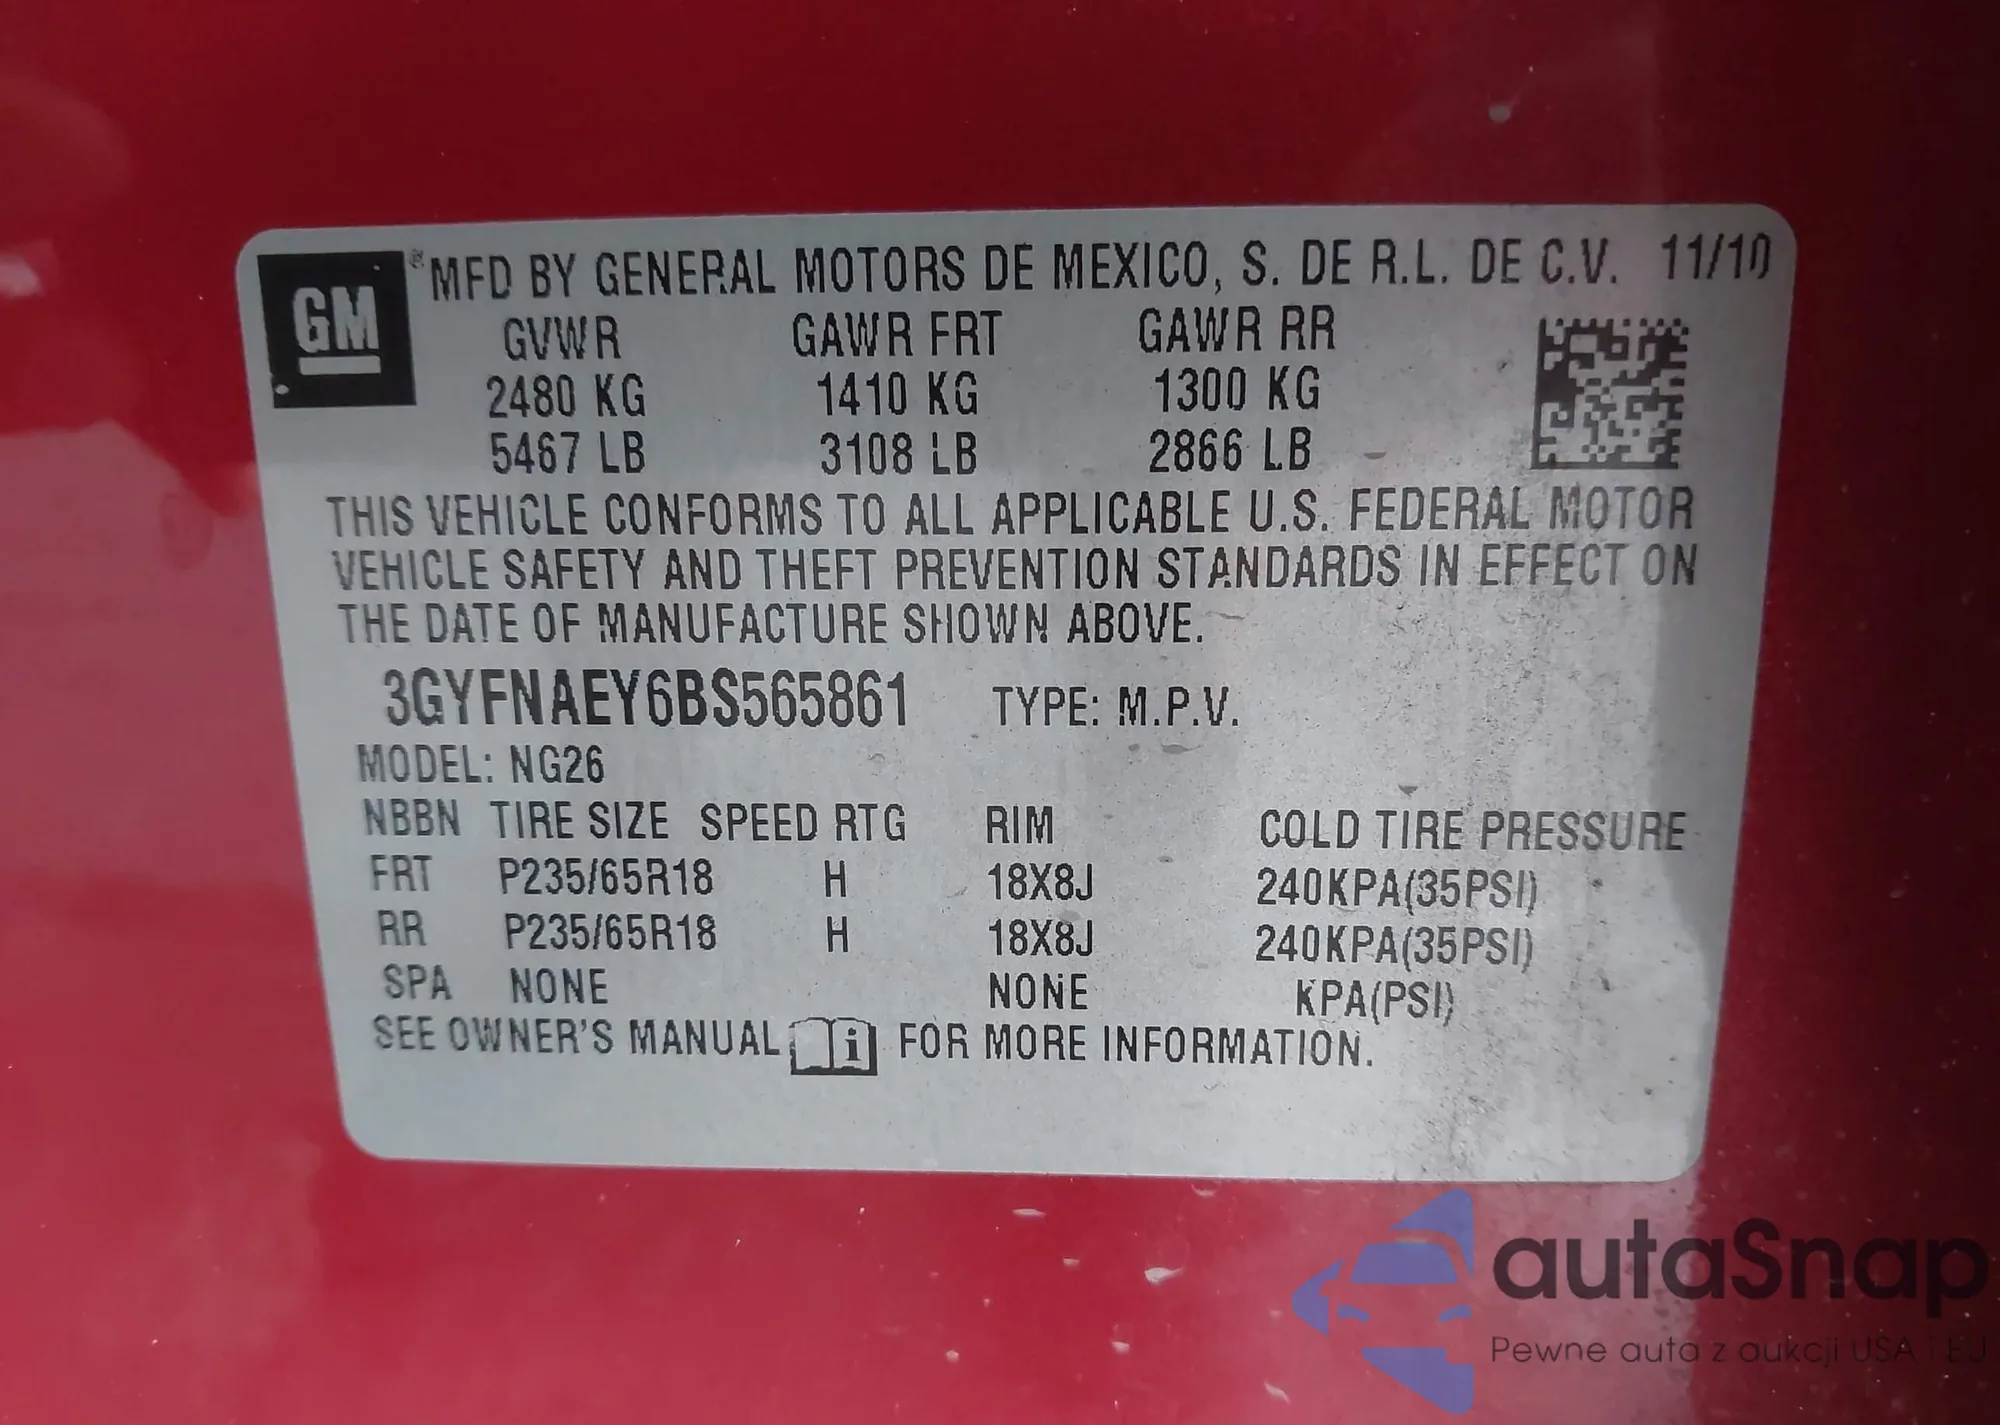 GM ® MFD BY GENERAL MOTORS DE MEXICO, S. DE R.L. DE C.V. 11/10
GVWR GAWR FRT GAWR RR
2480 KG 1410 KG 1300 KG
5467 LB 3108 LB 2866 LB
THIS VEHICLE CONFORMS TO ALL APPLICABLE U.S. FEDERAL MOTOR
VEHICLE SAFETY AND THEFT PREVENTION STANDARDS IN EFFECT ON
THE DATE OF MANUFACTURE SHOWN ABOVE.
3GYFNAEY6BS565861 TYPE: M.P.V.
MODEL: NG26
NBBN TIRE SIZE SPEED RTG RIM COLD TIRE PRESSURE
FRT P235/65R18 H 18X8J 240KPA(35PSI)
RR P235/65R18 H 18X8J 240KPA(35PSI)
SPA NONE NONE KPA(PSI)
SEE OWNER'S MANUAL i FOR MORE INFORMATION.
autaSnap
Pewne auta z aukcji USA i EU